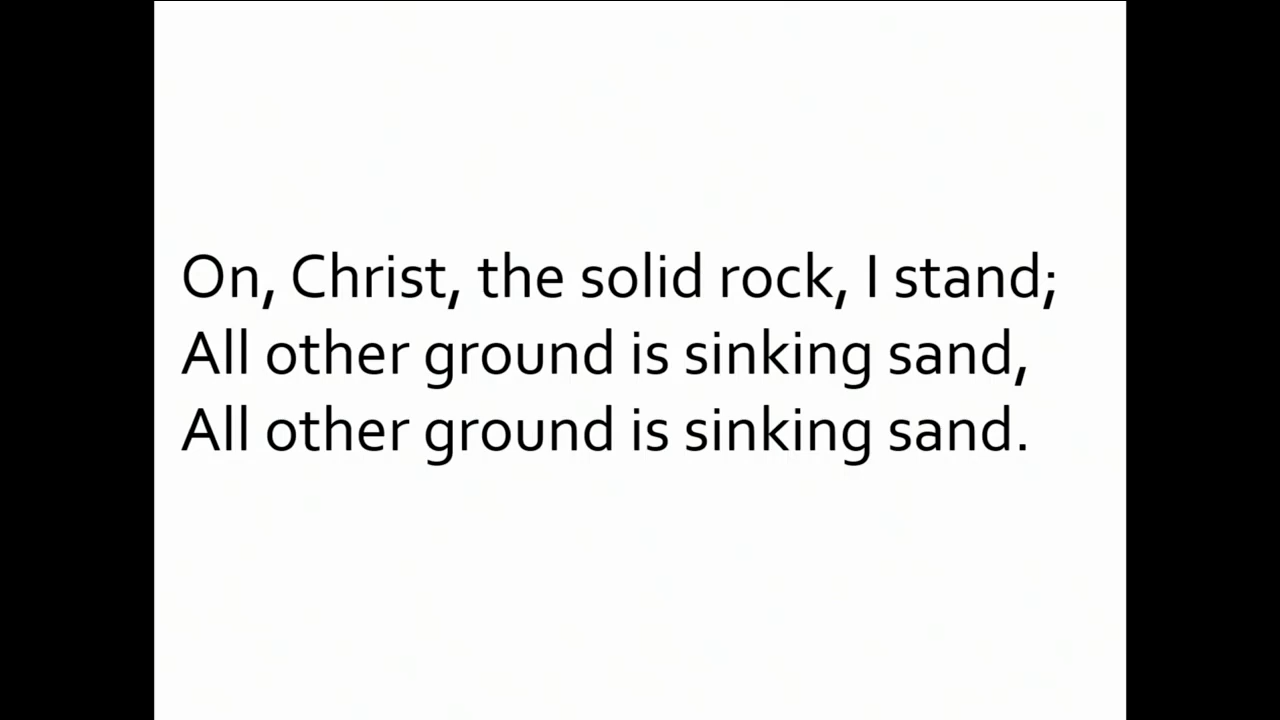 On, Christ, the solid rock, I stand;
All other ground is sinking sand,
All other ground is sinking sand.